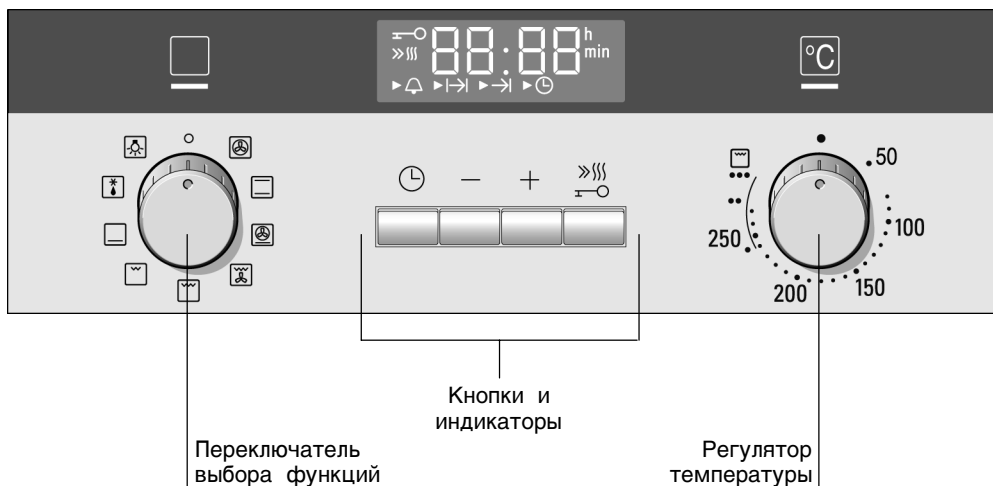 88:88 h
min
°C
50
100
150
200
250
Кнопки и
индикаторы
Переключатель
выбора функций
Регулятор
температуры